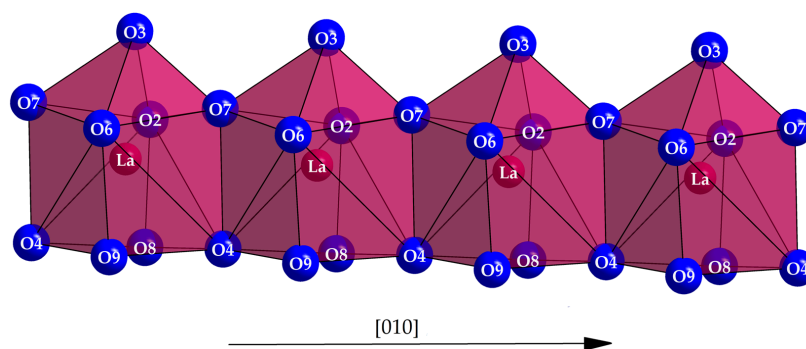 O3 O3 O3 O3
O7 O6 O2 O7 O6 O2 O7 O6 O2 O7 O6 O2 O7
La La La La
O4 O9 O8 O4 O9 O8 O4 O9 O8 O4 O9 O8 O4
[010]